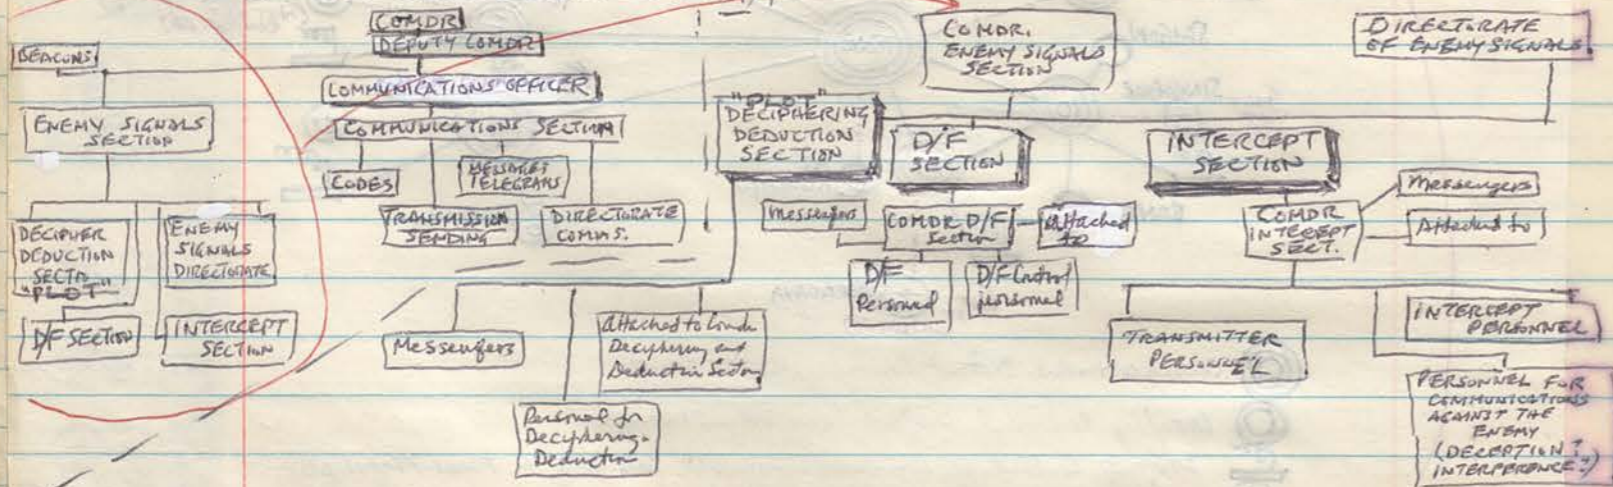 COMDR
DEPUTY COMDR
COMMUNICATIONS OFFICER
COMMUNICATIONS SECTION
CODES
MESSAGES
TELEGRAMS
TRANSMISSION
SENDING
DIRECTORATE
COMMS.
BEACONS
ENEMY SIGNALS
SECTION
DECIPHER
DEDUCTION
SECTN
"PLOT"
ENEMY
SIGNALS
DIRECTORATE
D/F SECTION
INTERCEPT
SECTION
COMDR.
ENEMY SIGNALS
SECTION
DIRECTORATE
OF ENEMY SIGNALS
"PLOT"
DECIPHERING
DEDUCTION
SECTION
D/F
SECTION
INTERCEPT
SECTION
Messengers
COMDR D/F
Section
Attached
to
D/F
Personnel
D/F Control
personnel
COMDR
INTERCEPT
SECT.
Messengers
Attached to
Messengers
Personnel for
Deciphering-
Deduction
Attached to Comdr
Deciphering and
Deduction Section
TRANSMITTER
PERSONNEL
INTERCEPT
PERSONNEL
PERSONNEL FOR
COMMUNICATIONS
AGAINST THE
ENEMY
(DECEPTION?
INTERFERENCE?)